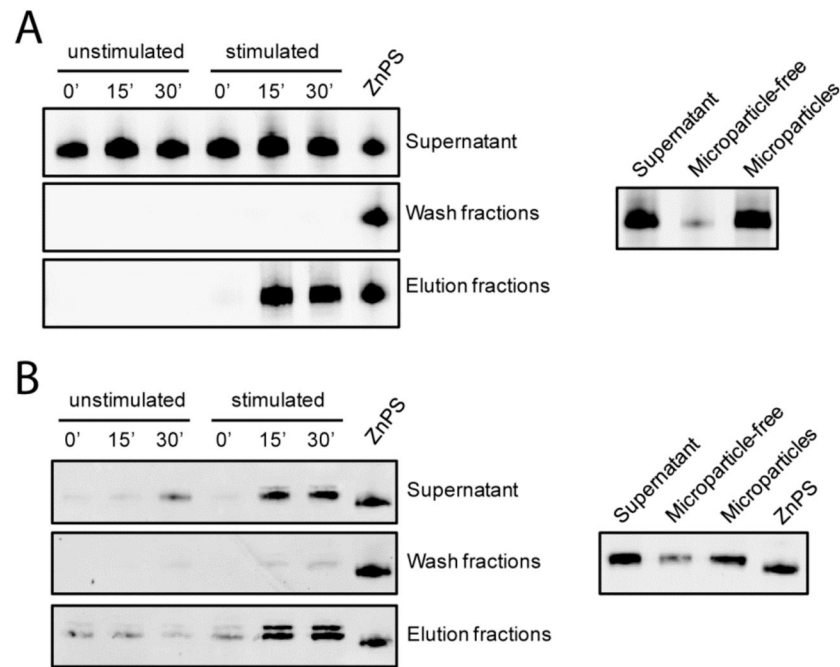 A
unstimulated stimulated ZnPS
0' 15' 30' 0' 15' 30'
Supernatant
Wash fractions
Elution fractions
Supernatant Microparticle-free Microparticles
B
unstimulated stimulated ZnPS
0' 15' 30' 0' 15' 30'
Supernatant
Wash fractions
Elution fractions
Supernatant Microparticle-free Microparticles ZnPS